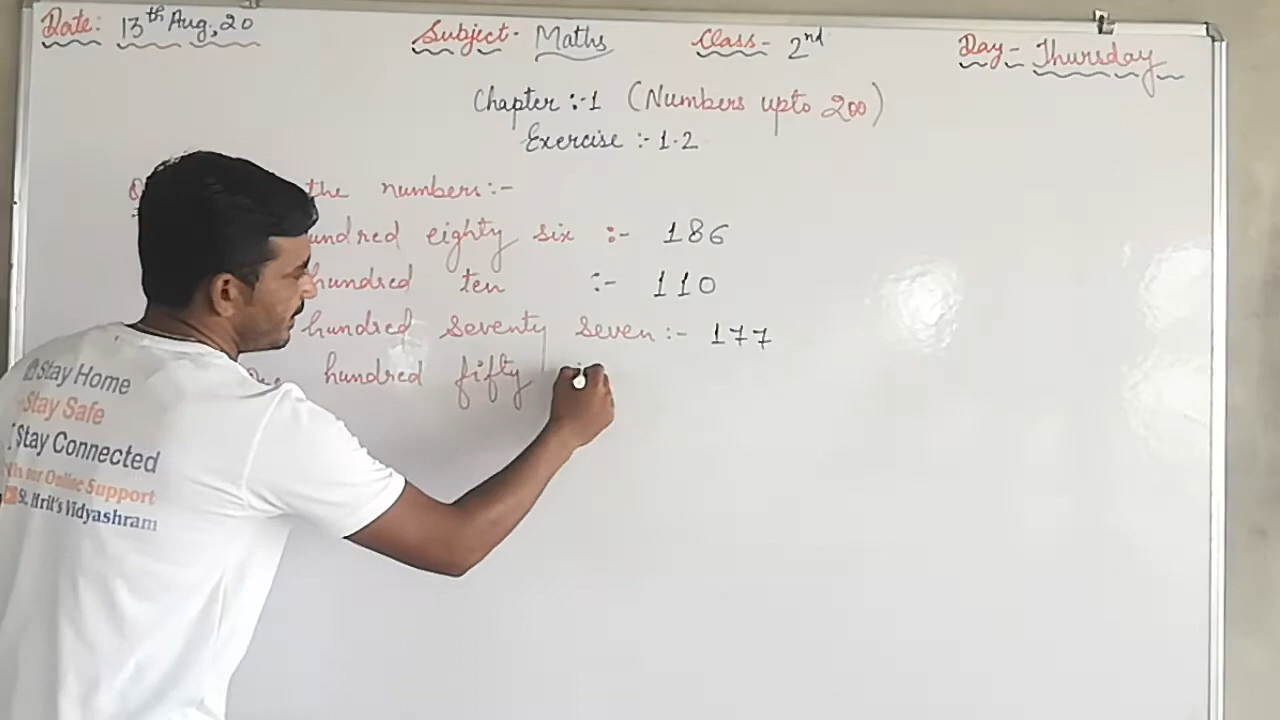 Date: 13th Aug, 20 Subject- Maths Class- 2nd Day- Thursday
Chapter :-1 (Numbers upto 200)
Exercise :- 1.2
the numbers:-
hundred eighty six :- 186
hundred ten :- 110
hundred seventy seven:- 177
One hundred fifty
Stay Home
Stay Safe
Stay Connected
our Online Support
St. Hrit's Vidyashram